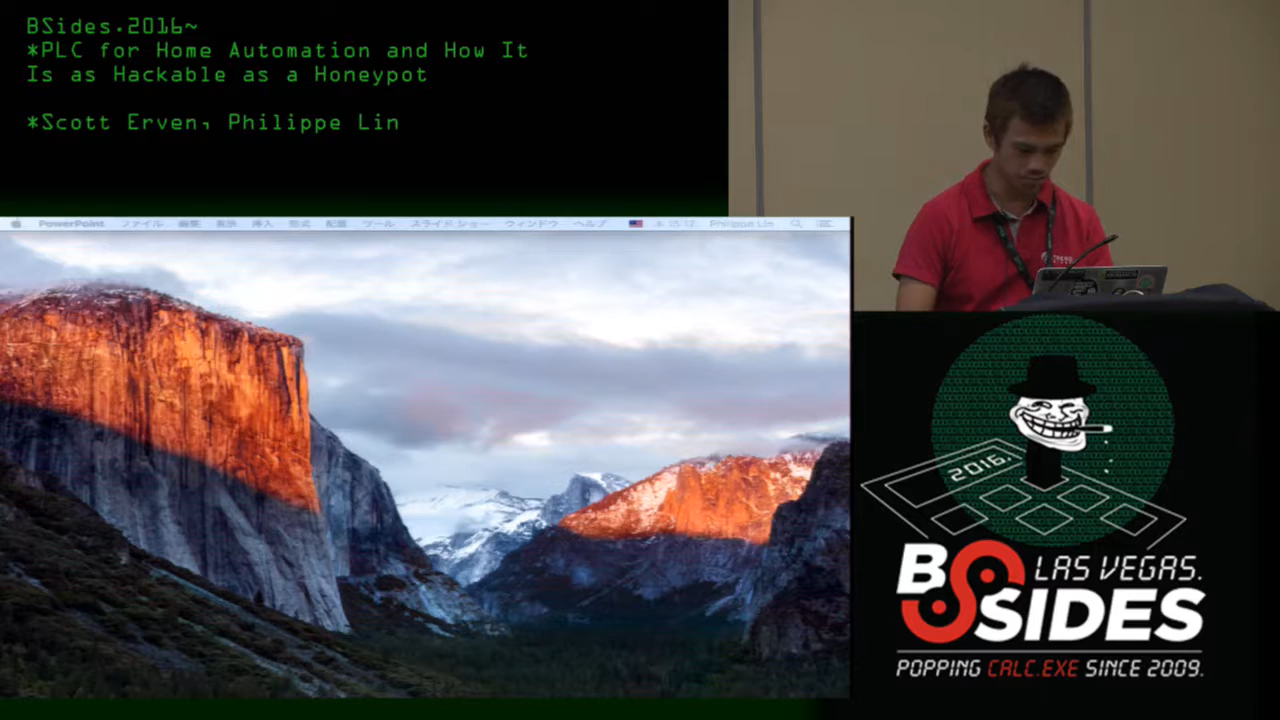 BSides.2016~
*PLC for Home Automation and How It
Is as Hackable as a Honeypot
*Scott Erven, Philippe Lin
PowerPoint ファイル 編集 表示 挿入 書式 配置 ツール スライド ショー ウィンドウ ヘルプ Philippe Lin
2016.
BSIDES
LAS VEGAS.
POPPING CALC.EXE SINCE 2009.